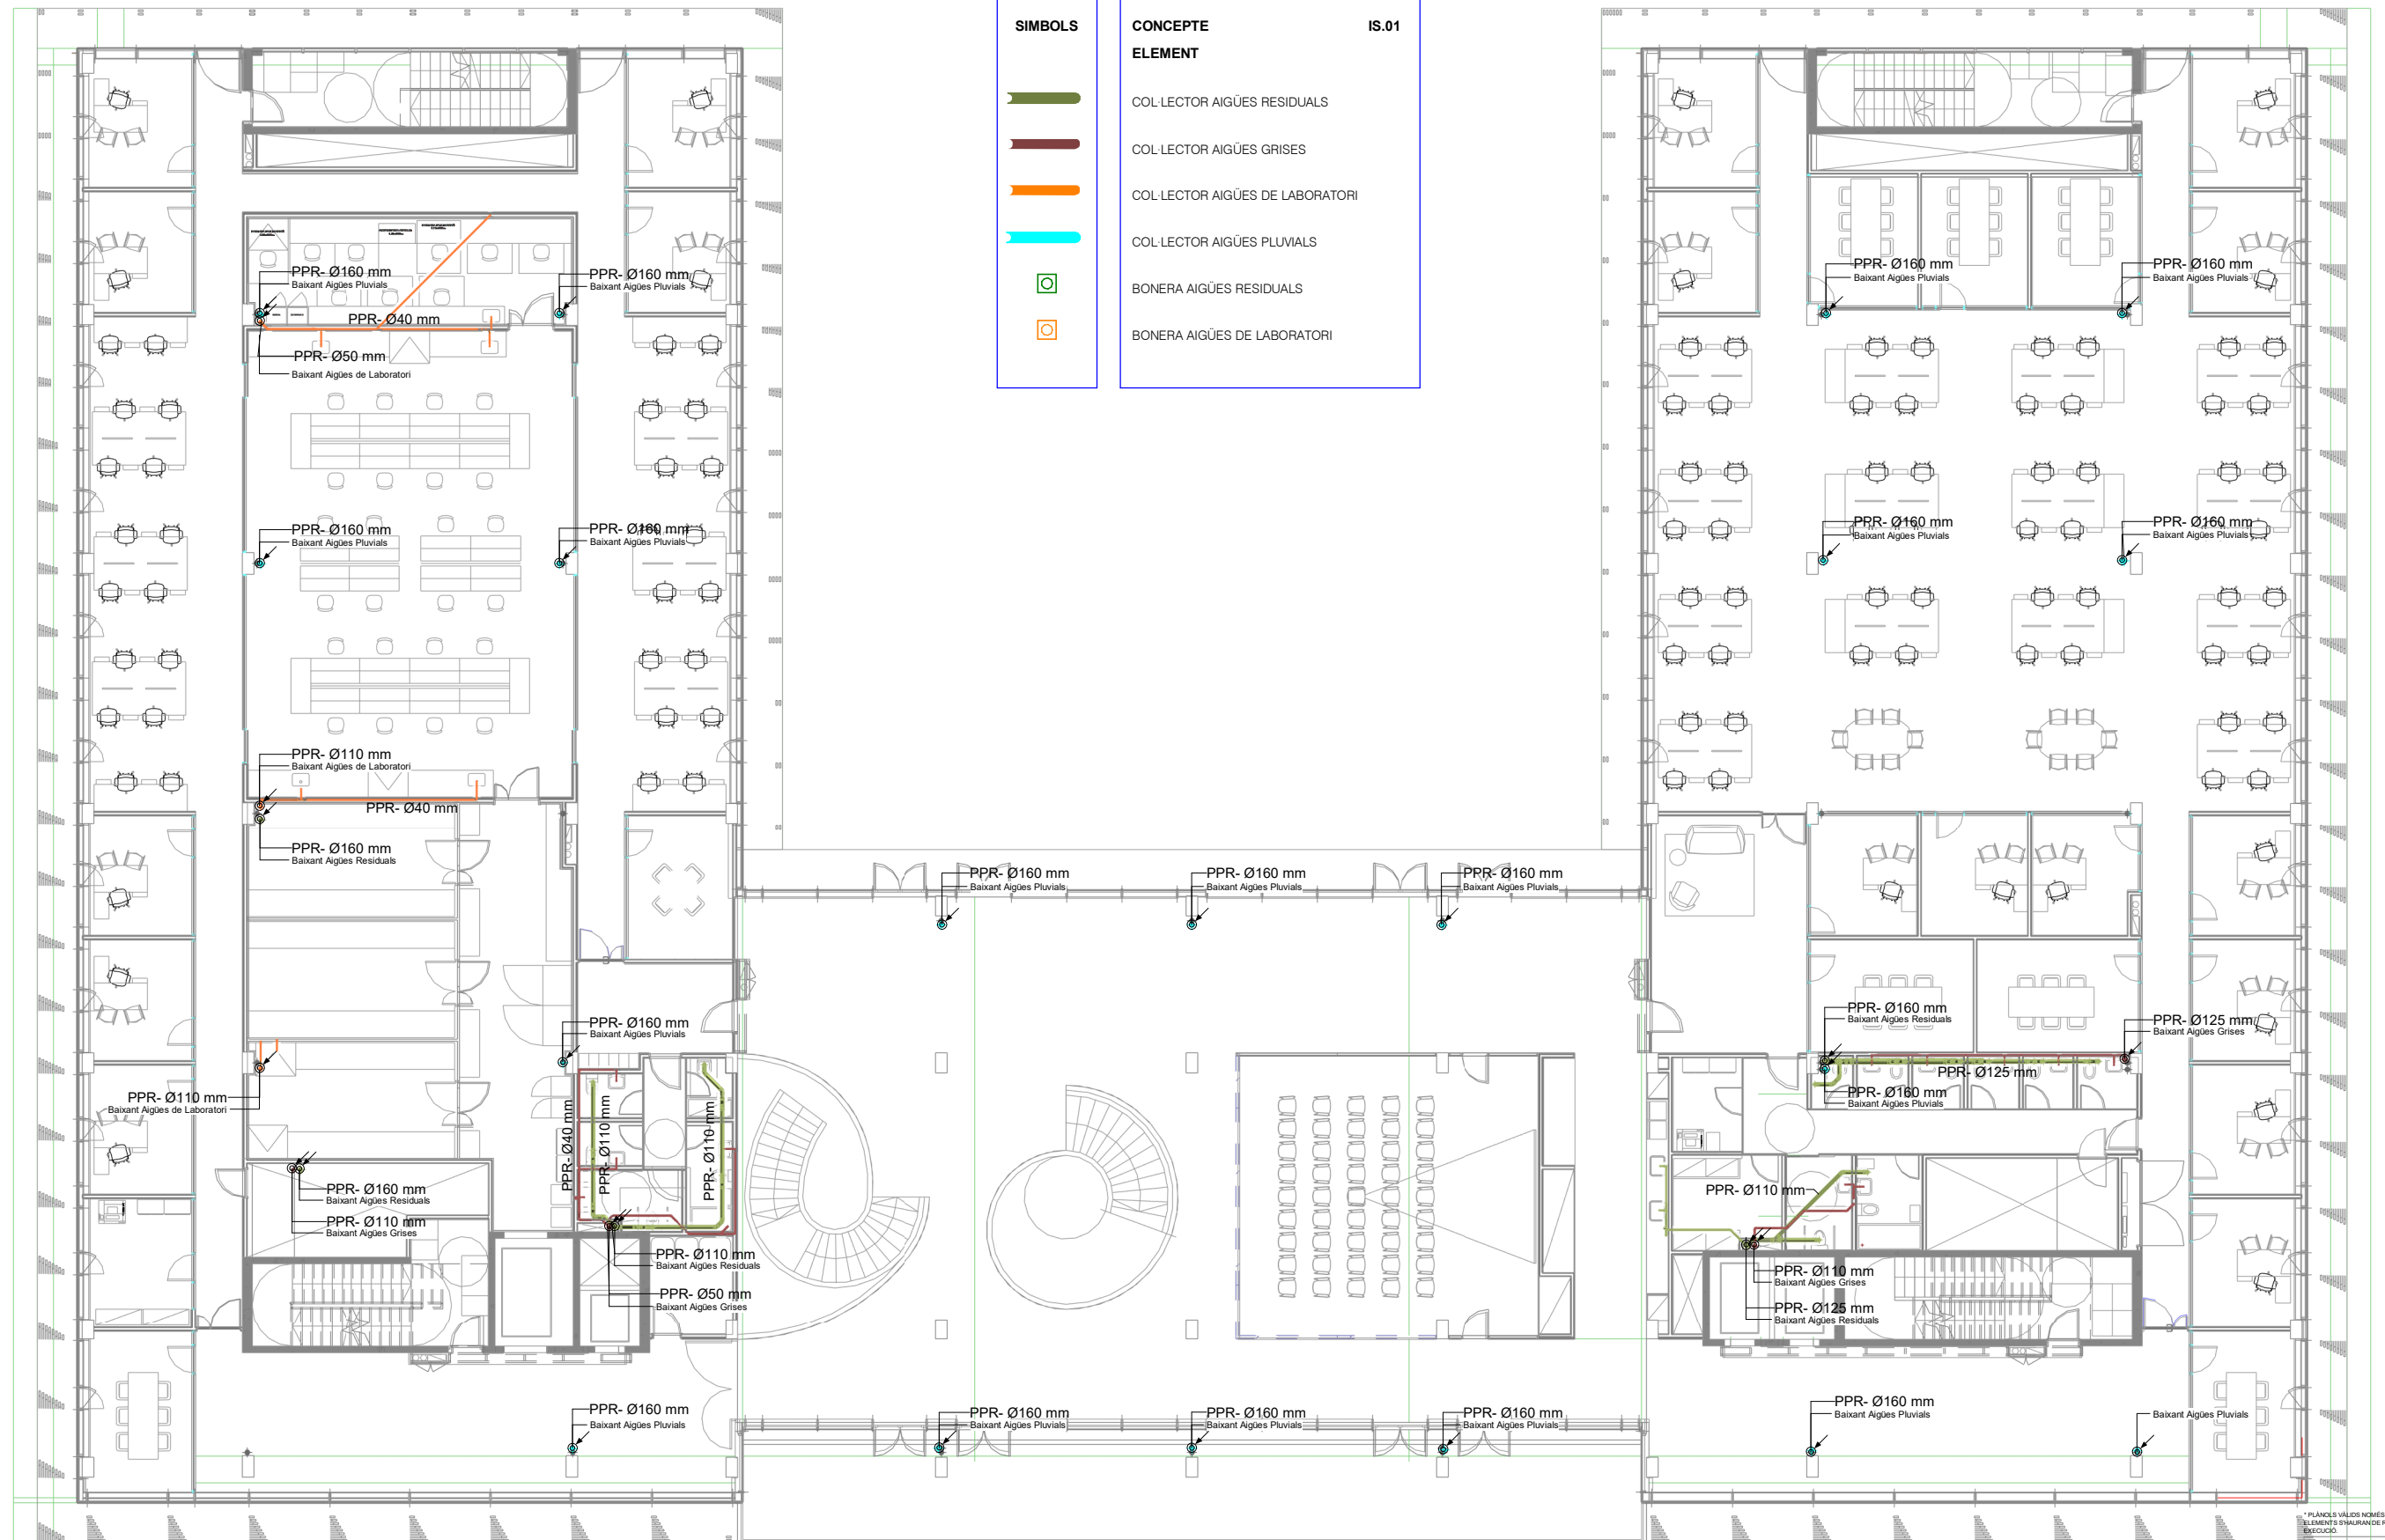 SIMBOLS
CONCEPTE IS.01
ELEMENT
COL·LECTOR AIGÜES RESIDUALS
COL·LECTOR AIGÜES GRISES
COL·LECTOR AIGÜES DE LABORATORI
COL·LECTOR AIGÜES PLUVIALS
BONERA AIGÜES RESIDUALS
BONERA AIGÜES DE LABORATORI
PPR- Ø160 mm
Baixant Aigües Pluvials
PPR- Ø160 mm
Baixant Aigües Pluvials
PPR- Ø40 mm
PPR- Ø50 mm
Baixant Aigües de Laboratori
PPR- Ø160 mm
Baixant Aigües Pluvials
PPR- Ø160 mm
Baixant Aigües Pluvials
PPR- Ø110 mm
Baixant Aigües de Laboratori
PPR- Ø40 mm
PPR- Ø160 mm
Baixant Aigües Residuals
PPR- Ø160 mm
Baixant Aigües Pluvials
PPR- Ø110 mm
Baixant Aigües de Laboratori
PPR- Ø40 mm
PPR- Ø110 mm
PPR- Ø110 mm
PPR- Ø160 mm
Baixant Aigües Residuals
PPR- Ø110 mm
Baixant Aigües Grises
PPR- Ø110 mm
Baixant Aigües Residuals
PPR- Ø50 mm
Baixant Aigües Grises
PPR- Ø160 mm
Baixant Aigües Pluvials
PPR- Ø160 mm
Baixant Aigües Pluvials
PPR- Ø160 mm
Baixant Aigües Pluvials
PPR- Ø160 mm
Baixant Aigües Pluvials
PPR- Ø160 mm
Baixant Aigües Pluvials
PPR- Ø160 mm
Baixant Aigües Pluvials
PPR- Ø160 mm
Baixant Aigües Pluvials
PPR- Ø160 mm
Baixant Aigües Pluvials
PPR- Ø160 mm
Baixant Aigües Pluvials
PPR- Ø160 mm
Baixant Aigües Pluvials
PPR- Ø160 mm
Baixant Aigües Pluvials
PPR- Ø160 mm
Baixant Aigües Residuals
PPR- Ø125 mm
Baixant Aigües Grises
PPR- Ø125 mm
PPR- Ø160 mm
Baixant Aigües Pluvials
PPR- Ø110 mm
PPR- Ø110 mm
Baixant Aigües Grises
PPR- Ø125 mm
Baixant Aigües Residuals
PPR- Ø160 mm
Baixant Aigües Pluvials
Baixant Aigües Pluvials
* PLÀNOLS VÀLIDS NOMÉS
ELEMENTS S'HAURAN DE
EXECUCIÓ.